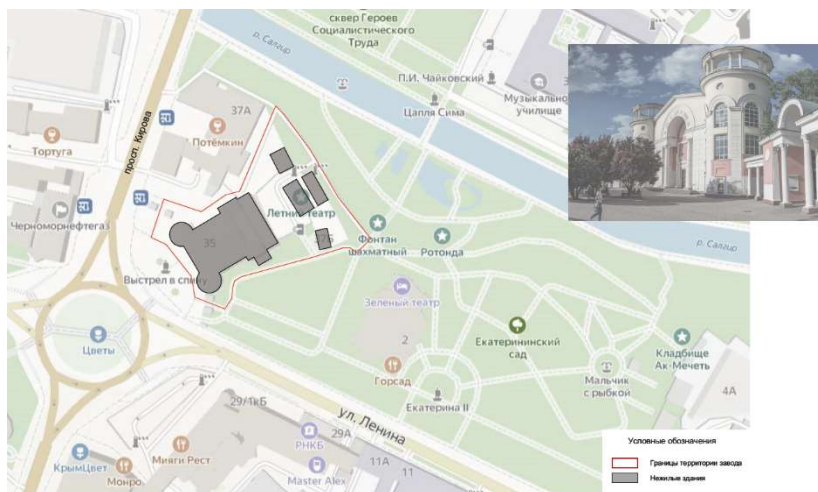 сквер Героев
Социалистического
Труда
р. Салгир
П.И. Чайковский
Музыкально
училище
Цапля Сима
37А
Потёмкин
Тортуга
просп. Кирова
Черноморнефтегаз
Летний театр
35
37Б
Фонтан
шахматный
Ротонда
р. Салгир
Выстрел в спину
Зеленый театр
2
Екатерининский
сад
Кладбище
Ак-Мечеть
Цветы
Горсад
Мальчик
с рыбкой
4А
Екатерина II
29/1кБ
ул. Ленина
РНКБ
29А
КрымЦвет
Мияги Рест
Монро
Master Alex
11А
11
Условные обозначения
Границы территории завода
Нежилые здания